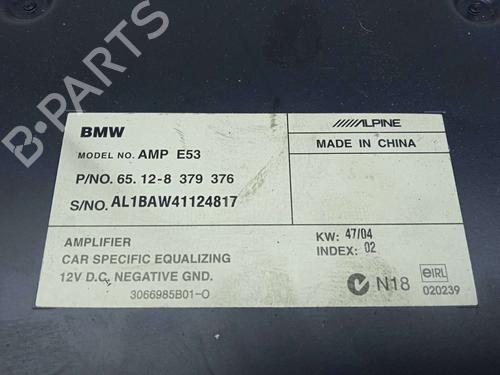 BMW
MODEL NO. AMP E53
P/NO. 65. 12-8 379 376
S/NO. AL1BAW41124817
ALPINE
MADE IN CHINA
AMPLIFIER
CAR SPECIFIC EQUALIZING
12V D.C. NEGATIVE GND.
3066985B01-O
KW: 47/04
INDEX: 02
N18
e1RL
020239
B-PARTS